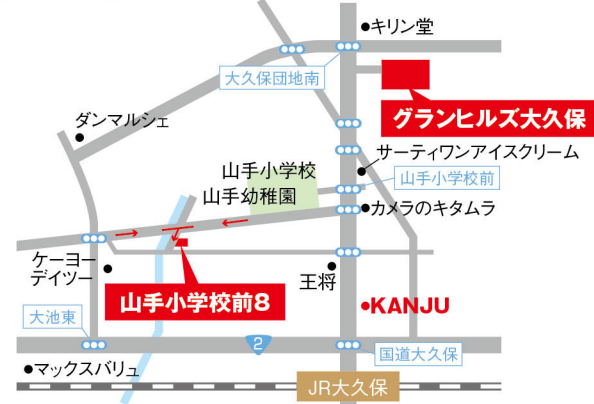 キリン堂
大久保団地南
グランヒルズ大久保
ダンマルシェ
サーティワンアイスクリーム
山手小学校
山手幼稚園
山手小学校前
カメラのキタムラ
ケーヨー
デイツー
王将
山手小学校前8
KANJU
大池東
2
国道大久保
マックスバリュ
JR大久保